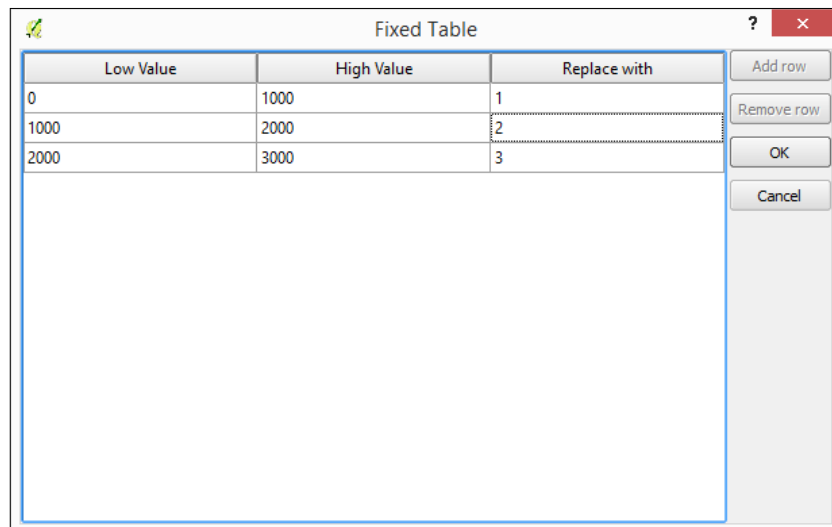 Fixed Table
?
×
Low Value High Value Replace with
0 1000 1
1000 2000 2
2000 3000 3
Add row
Remove row
OK
Cancel